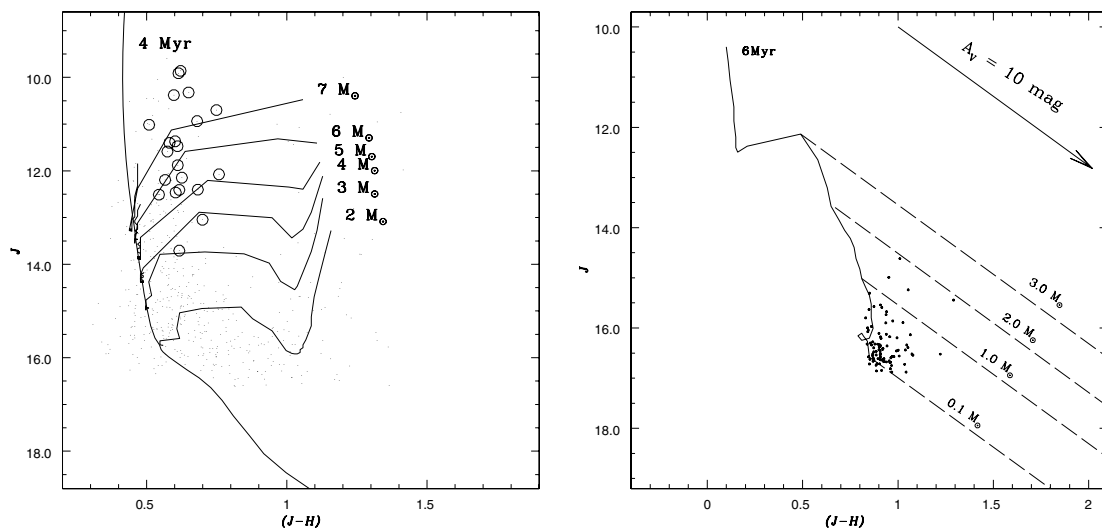 4 Myr
7 M⊙
6 M⊙
5 M⊙
4 M⊙
3 M⊙
2 M⊙
10.0
12.0
14.0
16.0
18.0
J
0.5
1
1.5
(J−H)
6Myr
A_V = 10 mag
3.0 M⊙
2.0 M⊙
1.0 M⊙
0.1 M⊙
10.0
12.0
14.0
16.0
18.0
J
0
0.5
1
1.5
2
(J−H)